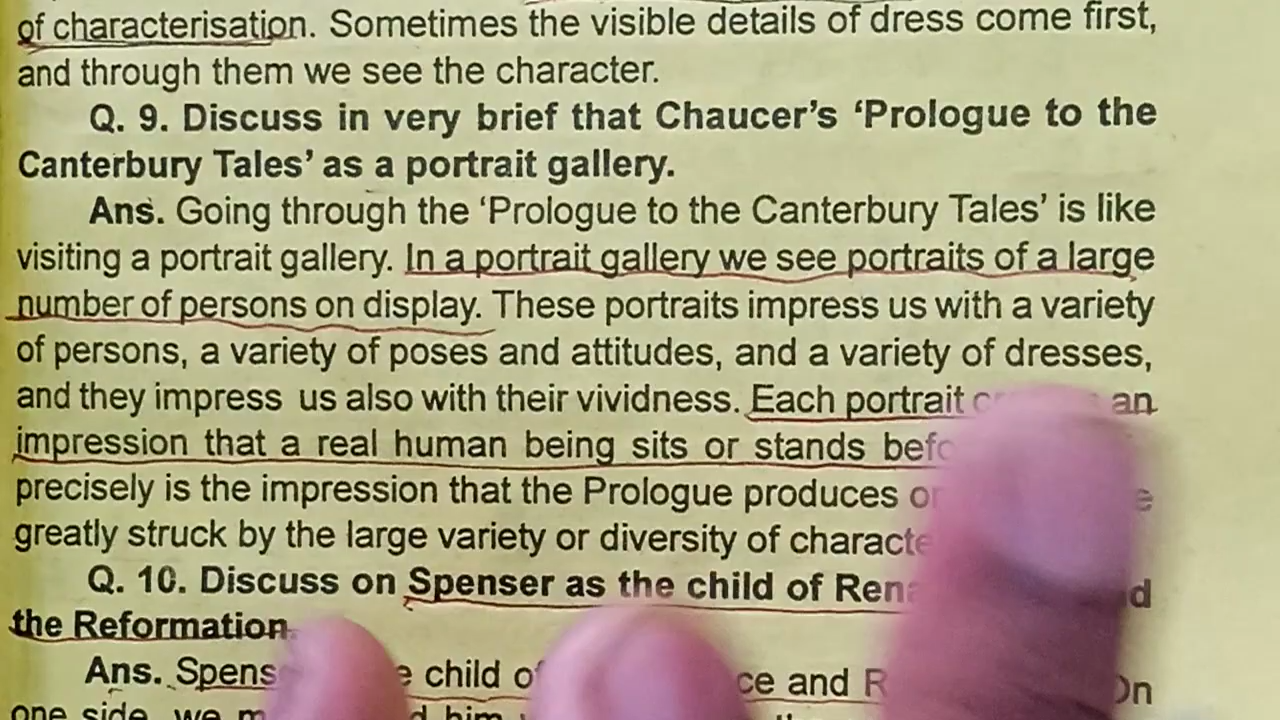 of characterisation. Sometimes the visible details of dress come first,
and through them we see the character.
Q. 9. Discuss in very brief that Chaucer's 'Prologue to the
Canterbury Tales' as a portrait gallery.
Ans. Going through the 'Prologue to the Canterbury Tales' is like
visiting a portrait gallery. In a portrait gallery we see portraits of a large
number of persons on display. These portraits impress us with a variety
of persons, a variety of poses and attitudes, and a variety of dresses,
and they impress us also with their vividness. Each portrait an
impression that a real human being sits or stands
precisely is the impression that the Prologue produces
greatly struck by the large variety or diversity of
Q. 10. Discuss on Spenser as the child of
the Reformation
Ans. child and On
one side, we